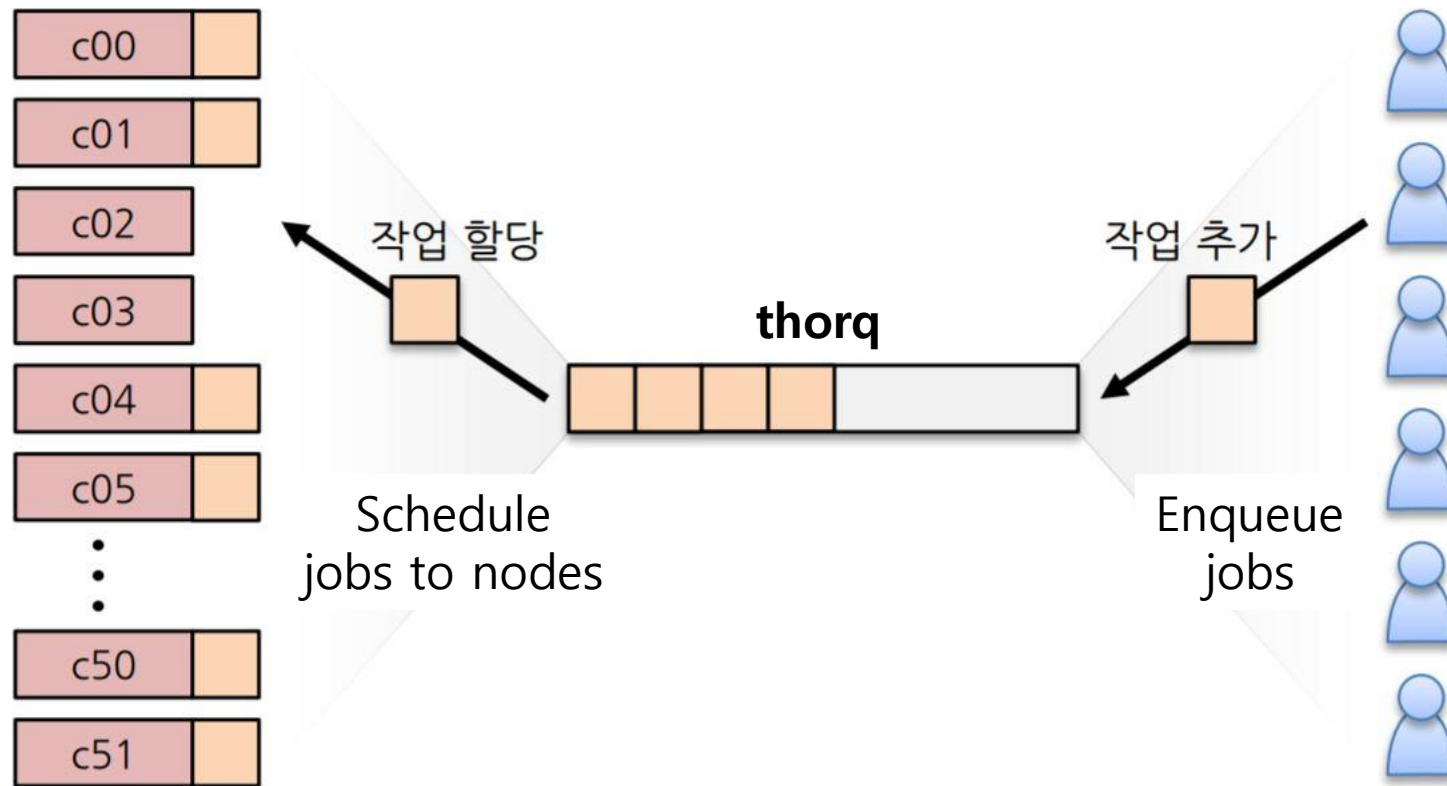 c00
c01
c02
c03
c04
c05
c50
c51
작업 할당
Schedule
jobs to nodes
thorq
작업 추가
Enqueue
jobs